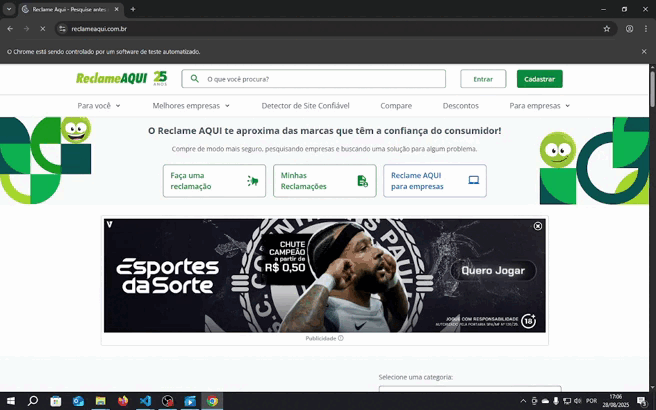 Reclame Aqui - Pesquise antes
reclameaqui.com.br
O Chrome está sendo controlado por um software de teste automatizado.
ReclameAQUI 25 ANOS
O que você procura?
Entrar
Cadastrar
Para você
Melhores empresas
Detector de Site Confiável
Compare
Descontos
Para empresas
O Reclame AQUI te aproxima das marcas que têm a confiança do consumidor!
Compre de modo mais seguro, pesquisando empresas e buscando uma solução para algum problema.
Faça uma
reclamação
Minhas
Reclamações
Reclame AQUI
para empresas
V
Esportes
da Sorte
CHUTE
CAMPEÃO
a partir de
R$ 0,50
Quero Jogar
JOGUE COM RESPONSABILIDADE
18+
Publicidade
Selecione uma categoria:
POR
17:06
28/08/2025